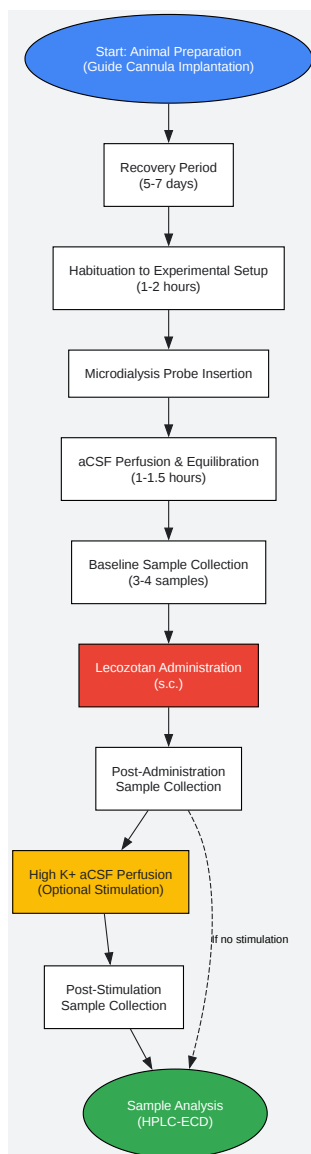 Start: Animal Preparation
(Guide Cannula Implantation)
Recovery Period
(5-7 days)
Habituation to Experimental Setup
(1-2 hours)
Microdialysis Probe Insertion
aCSF Perfusion & Equilibration
(1-1.5 hours)
Baseline Sample Collection
(3-4 samples)
Lecozotan Administration
(s.c.)
Post-Administration
Sample Collection
High K+ aCSF Perfusion
(Optional Stimulation)
If no stimulation
Post-Stimulation
Sample Collection
Sample Analysis
(HPLC-ECD)